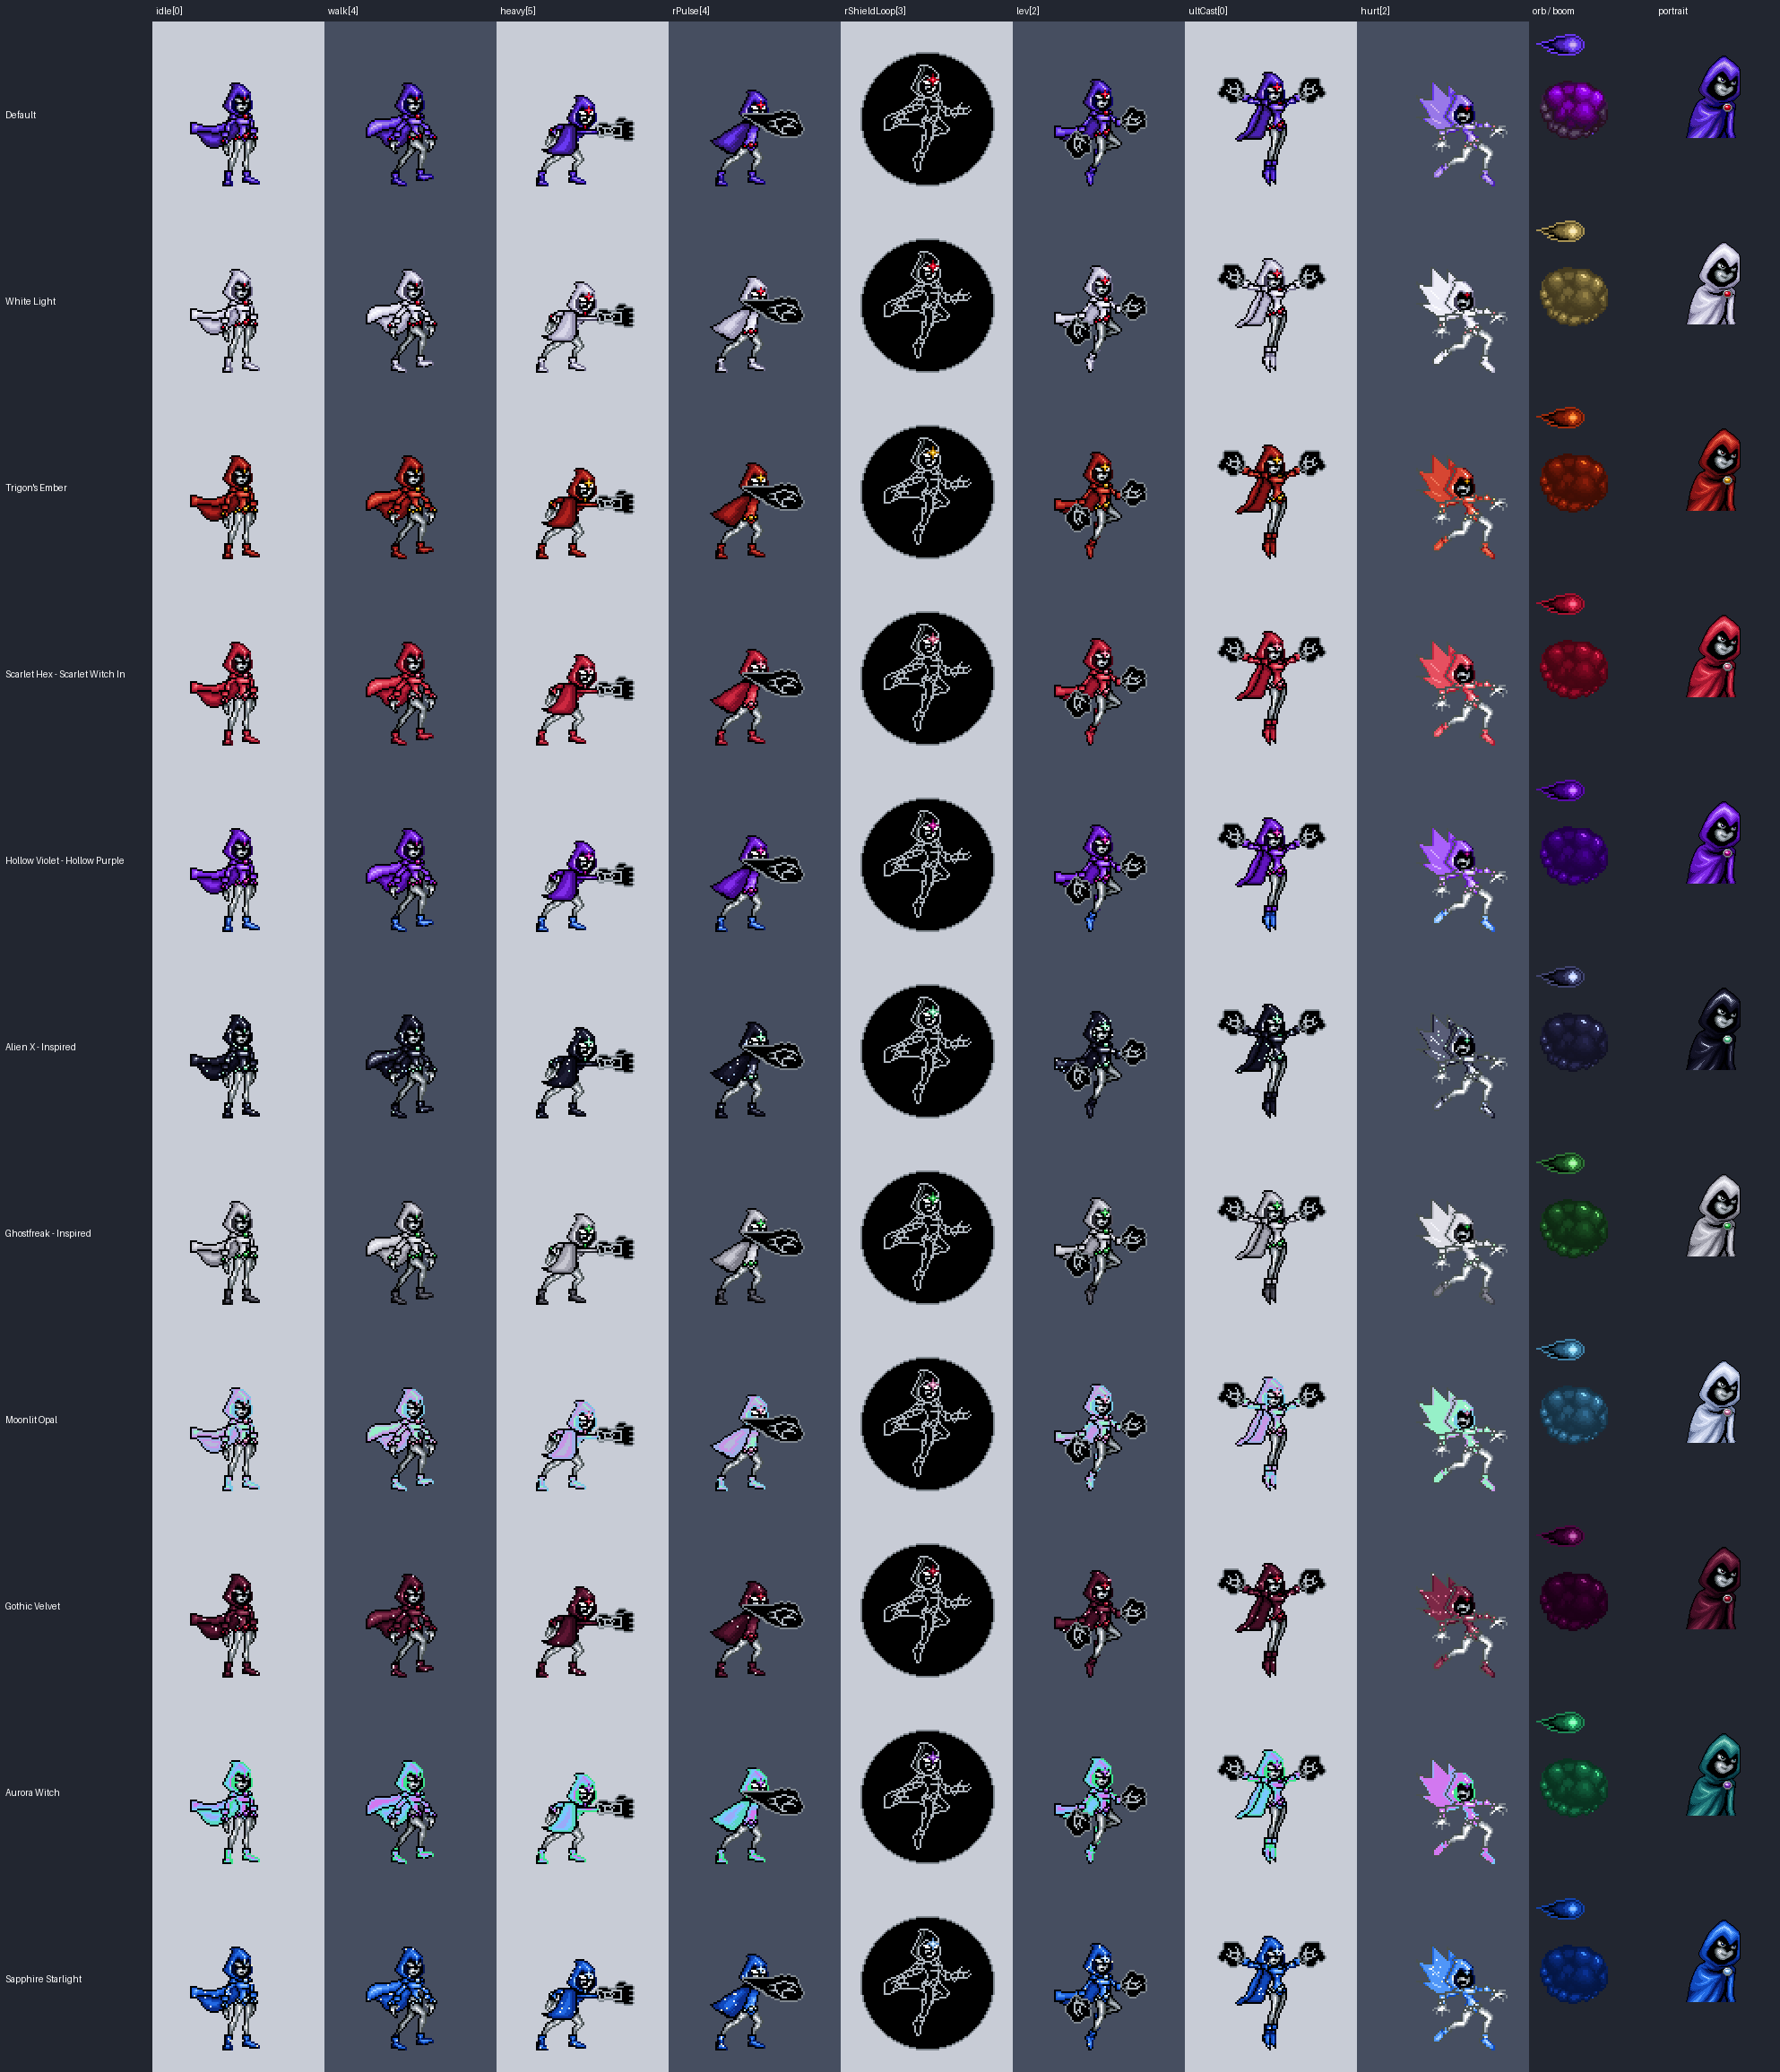 idle[0] walk[4] heavy[5] rPulse[4] rShieldLoop[3] lev[2] ultCast[0] hurt[2] orb / boom portrait
Default
White Light
Trigon's Ember
Scarlet Hex - Scarlet Witch In
Hollow Violet - Hollow Purple
Alien X - Inspired
Ghostfreak - Inspired
Moonlit Opal
Gothic Velvet
Aurora Witch
Sapphire Starlight